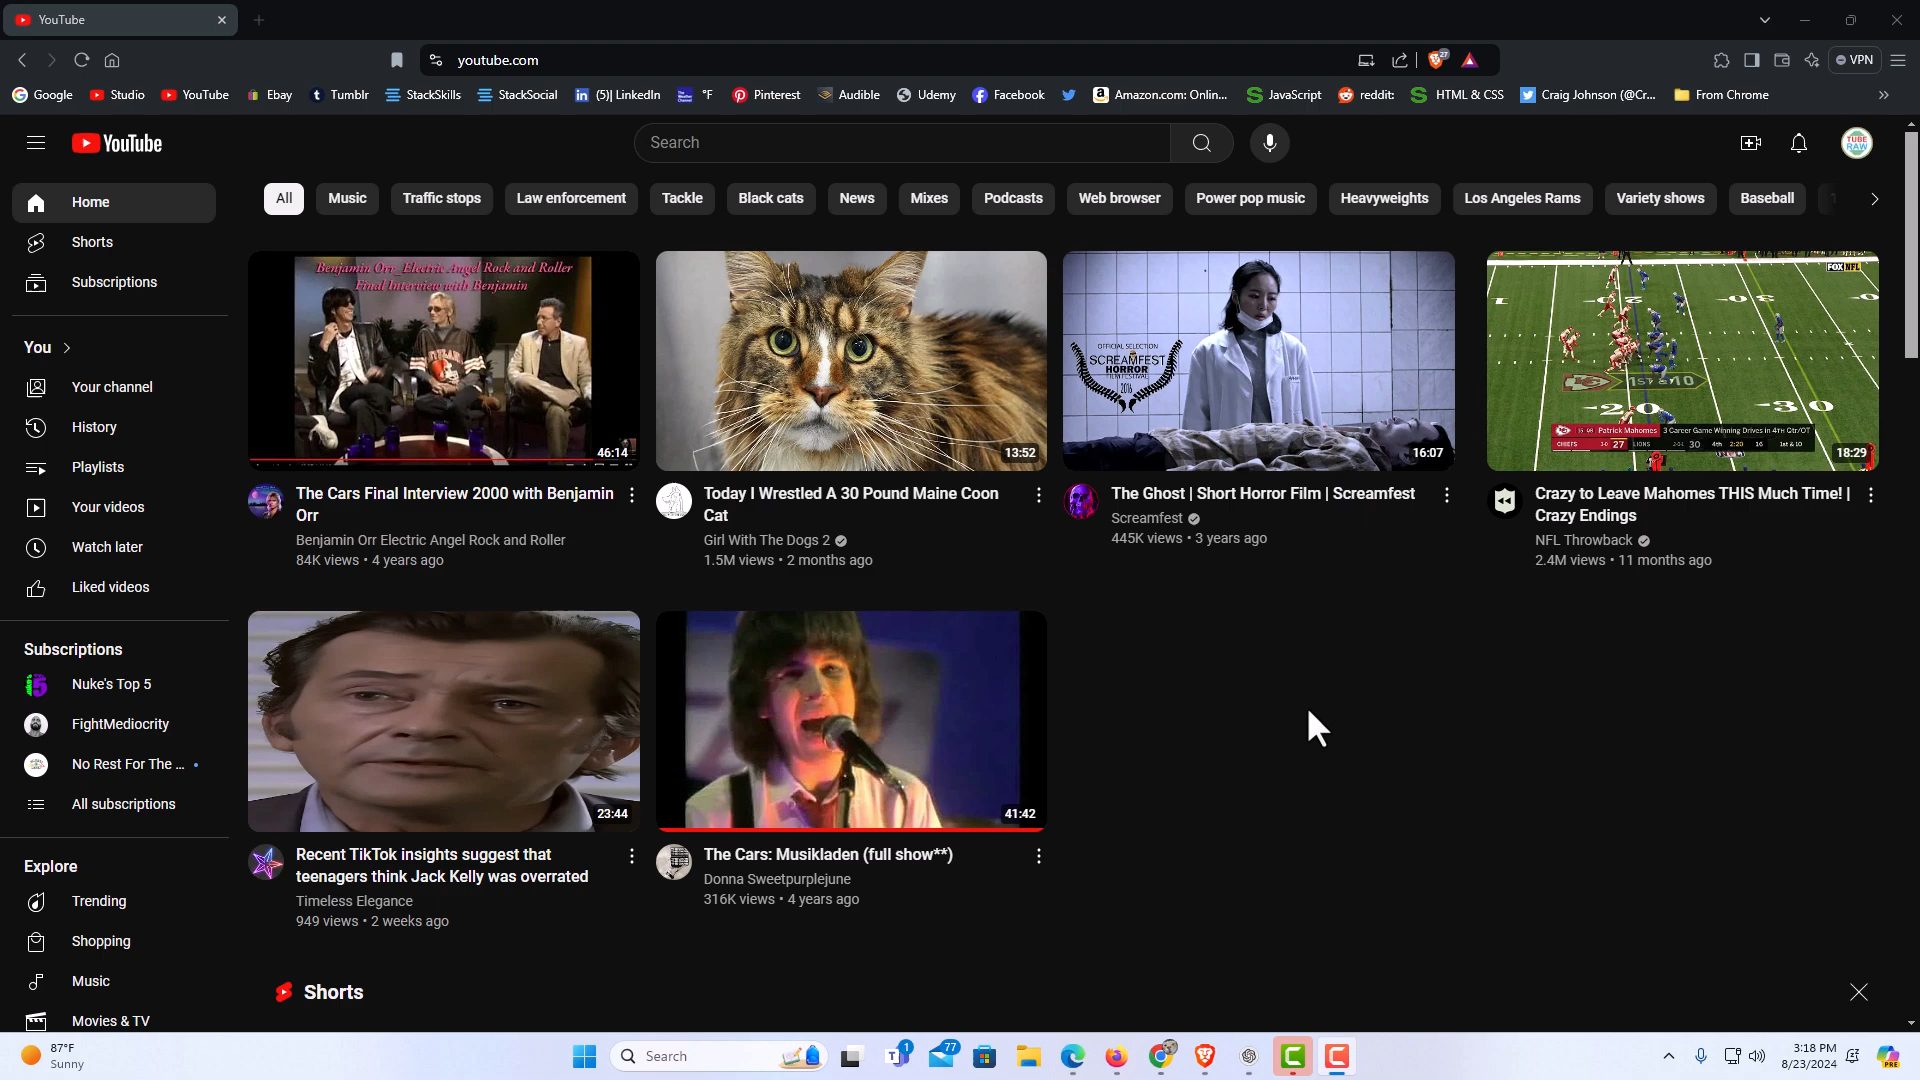 YouTube
youtube.com
27
VPN
Google
Studio
YouTube
Ebay
Tumblr
StackSkills
StackSocial
(5)| LinkedIn
°F
Pinterest
Audible
Udemy
Facebook
Amazon.com: Onlin...
JavaScript
reddit:
HTML & CSS
Craig Johnson (@Cr...
From Chrome
YouTube
Search
TUBE
RAW
Home
Shorts
Subscriptions
You
Your channel
History
Playlists
Your videos
Watch later
Liked videos
Subscriptions
Nuke's Top 5
FightMediocrity
No Rest For The ...
All subscriptions
Explore
Trending
Shopping
Music
Movies & TV
All
Music
Traffic stops
Law enforcement
Tackle
Black cats
News
Mixes
Podcasts
Web browser
Power pop music
Heavyweights
Los Angeles Rams
Variety shows
Baseball
Benjamin Orr_Electric Angel Rock and Roller
Final Interview with Benjamin
46:14
The Cars Final Interview 2000 with Benjamin
Orr
Benjamin Orr Electric Angel Rock and Roller
84K views • 4 years ago
13:52
Today I Wrestled A 30 Pound Maine Coon
Cat
Girl With The Dogs 2
1.5M views • 2 months ago
OFFICIAL SELECTION
SCREAMFEST
HORROR
FILM FESTIVAL
2016
16:07
The Ghost | Short Horror Film | Screamfest
Screamfest
445K views • 3 years ago
FOX NFL
1ST & 10
Patrick Mahomes
3 Career Game Winning Drives in 4TH Qtr/OT
CHIEFS
27
LIONS
30
4th
2:20
16
1st & 10
18:29
Crazy to Leave Mahomes THIS Much Time! |
Crazy Endings
NFL Throwback
2.4M views • 11 months ago
23:44
Recent TikTok insights suggest that
teenagers think Jack Kelly was overrated
Timeless Elegance
949 views • 2 weeks ago
41:42
The Cars: Musikladen (full show**)
Donna Sweetpurplejune
316K views • 4 years ago
Shorts
87°F
Sunny
Search
1
77
3:18 PM
8/23/2024
PRE